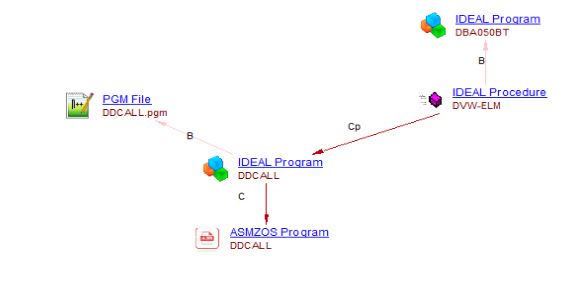 IDEAL Program
DBA050BT
B
PGM File
DDCALL.pgm
IDEAL Procedure
DVW-ELM
Cp
B
IDEAL Program
DDCALL
C
ASMZOS Program
DDCALL